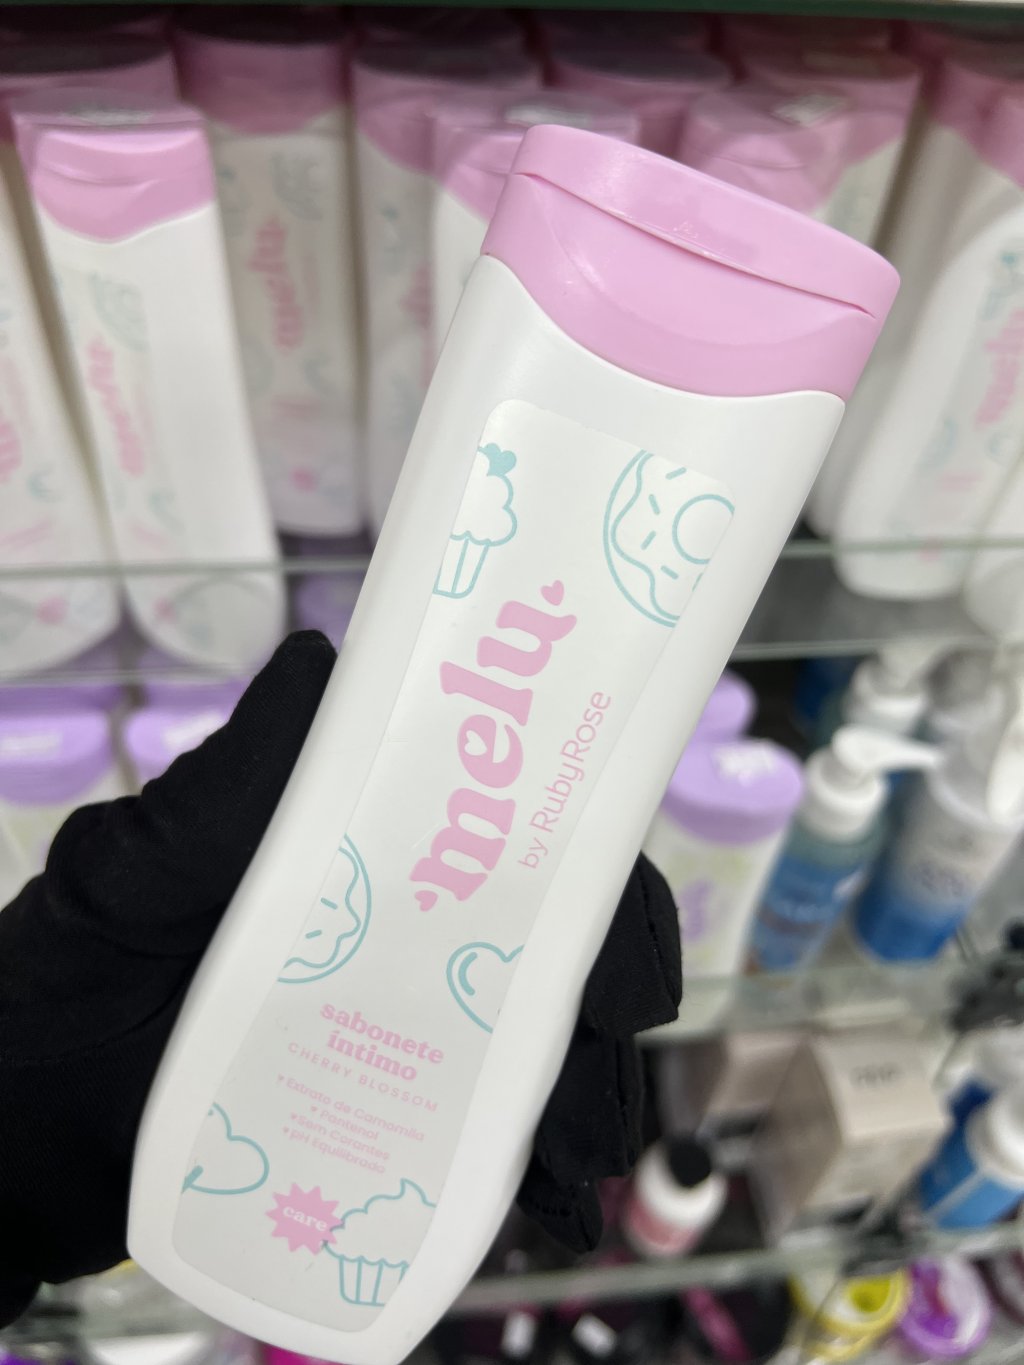 melu
by RubyRose
sabonete
íntimo
CHERRY BLOSSOM
♥ Extrato de Camomila
♥ Pantenol
♥ Sem Corantes
♥ pH Equilibrado
care